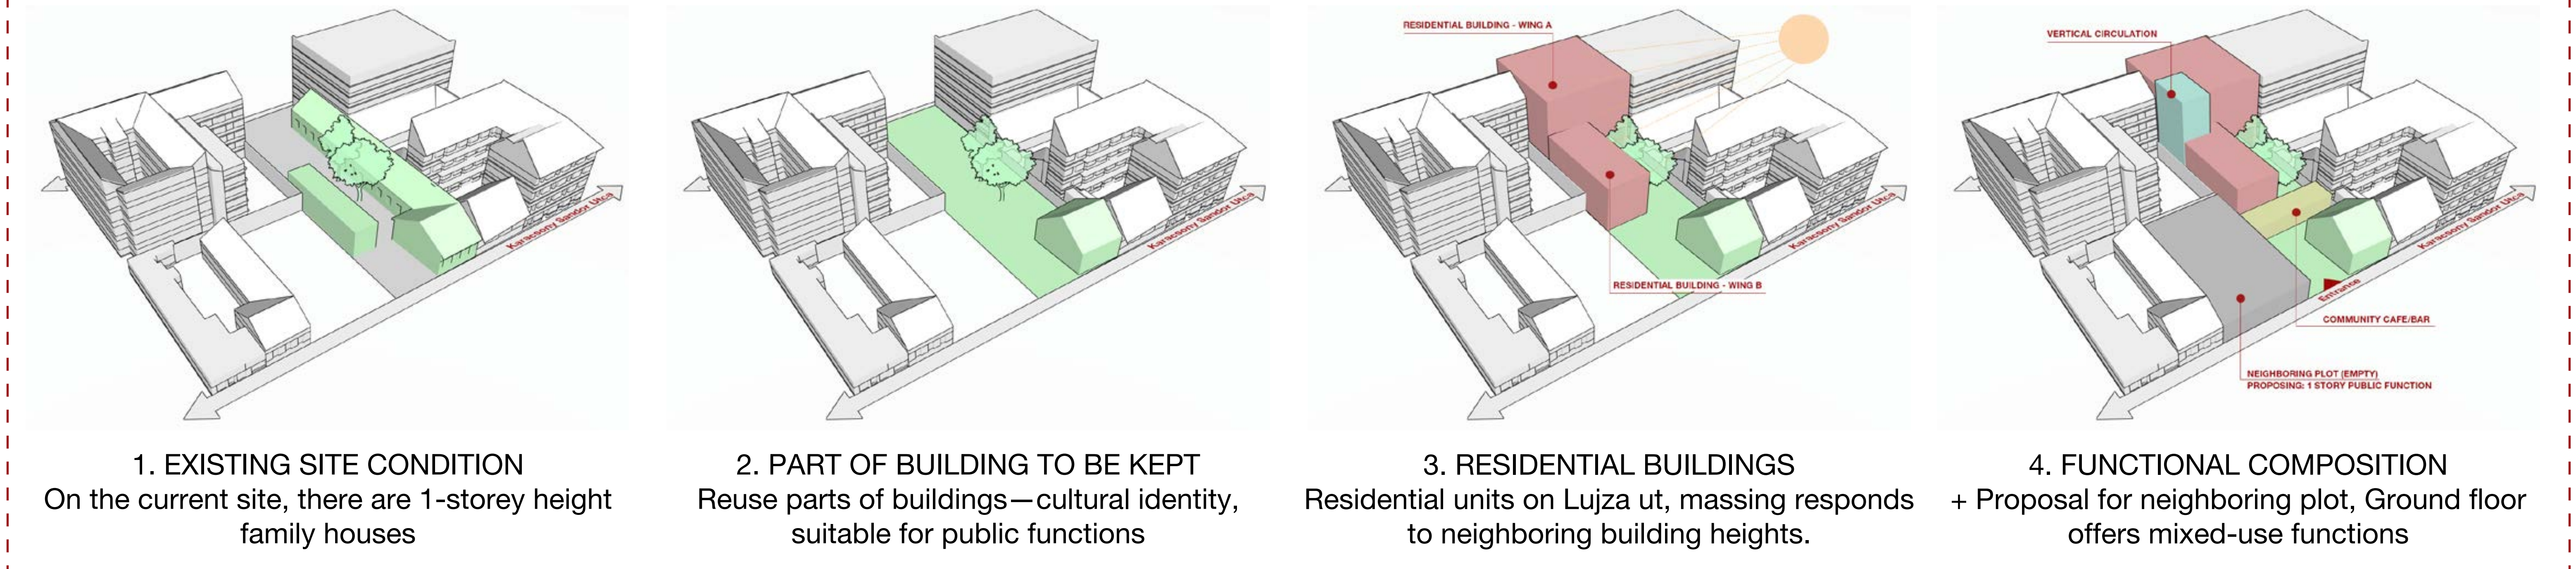 Karacsony Sandor Utca
1. EXISTING SITE CONDITION
On the current site, there are 1-storey height
family houses
Karacsony Sandor Utca
2. PART OF BUILDING TO BE KEPT
Reuse parts of buildings—cultural identity,
suitable for public functions
RESIDENTIAL BUILDING - WING A
Karacsony Sandor Utca
RESIDENTIAL BUILDING - WING B
3. RESIDENTIAL BUILDINGS
Residential units on Lujza ut, massing responds
to neighboring building heights.
VERTICAL CIRCULATION
Karacsony Sandor Utca
Entrance
COMMUNITY CAFE/BAR
NEIGHBORING PLOT (EMPTY)
PROPOSING: 1 STORY PUBLIC FUNCTION
4. FUNCTIONAL COMPOSITION
+ Proposal for neighboring plot, Ground floor
offers mixed-use functions